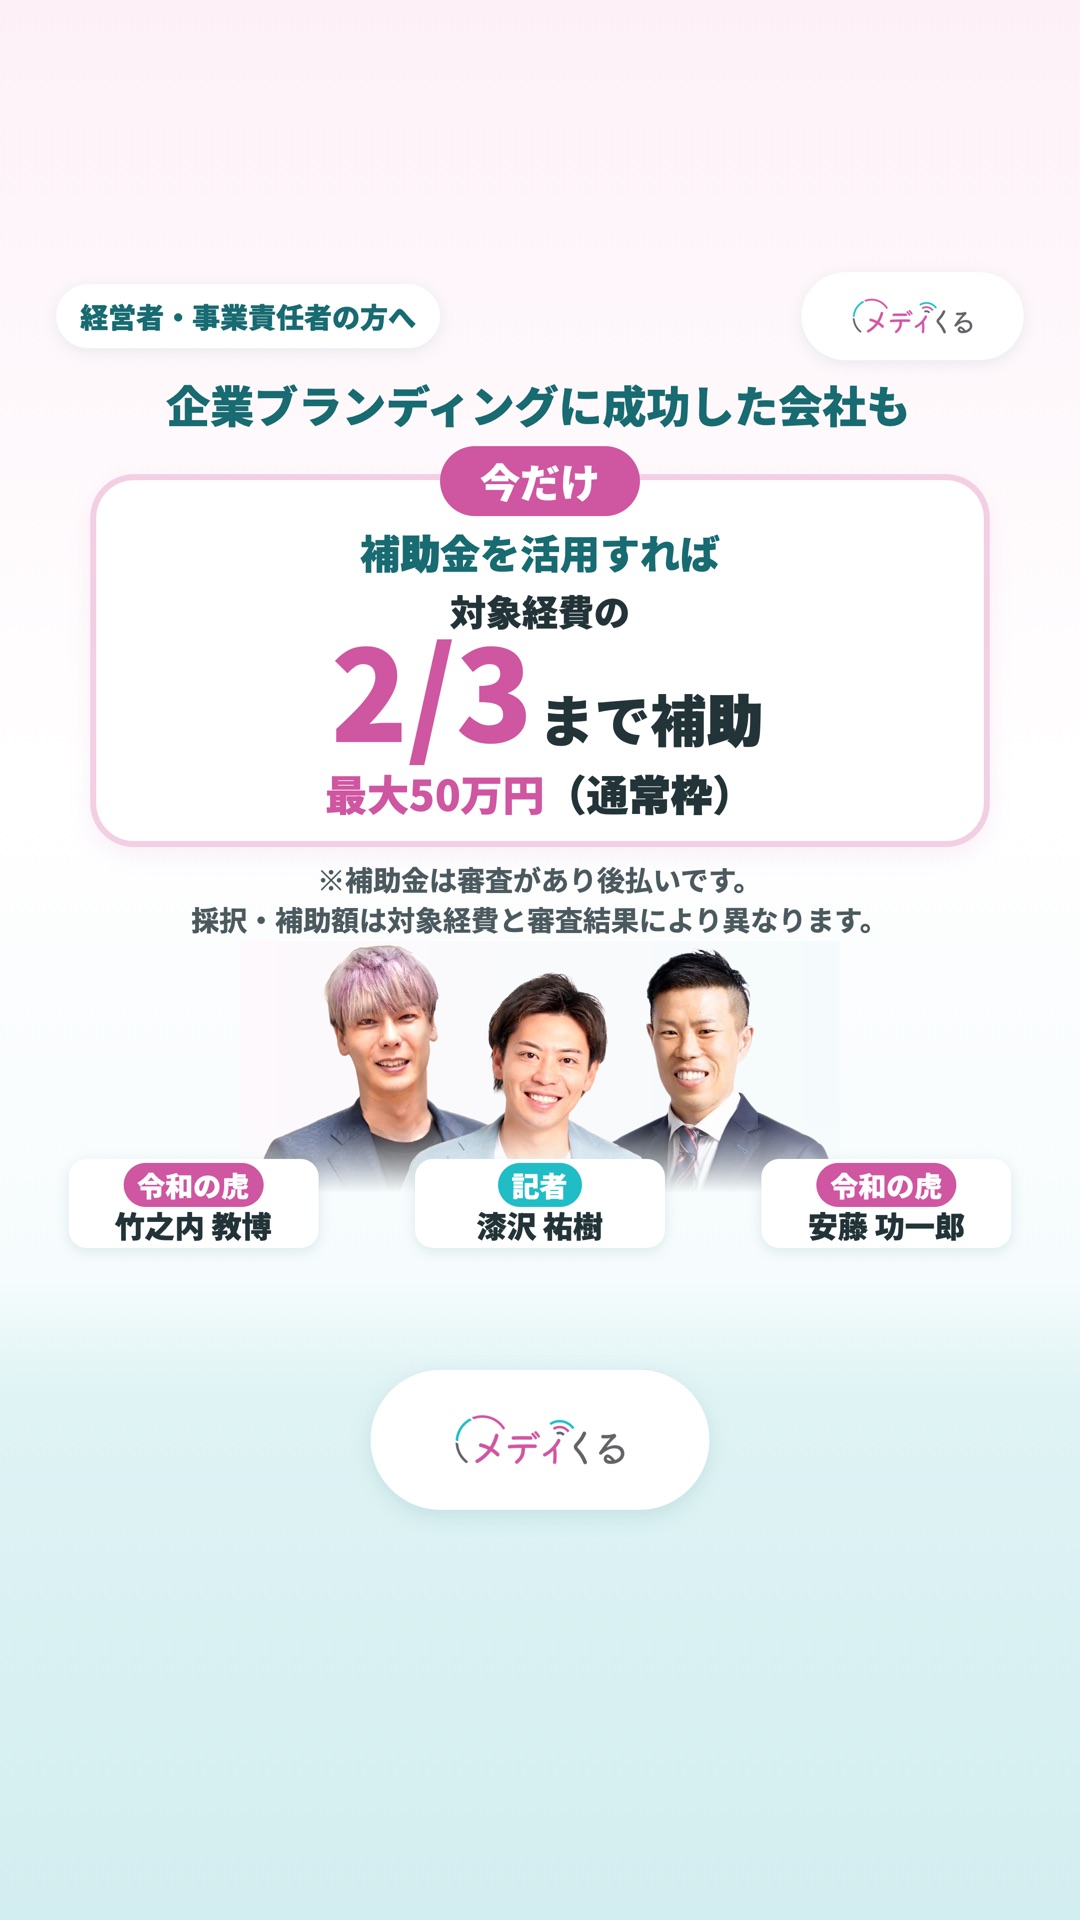 経営者・事業責任者の方へ
メディくる
企業ブランディングに成功した会社も
今だけ
補助金を活用すれば
対象経費の
2/3まで補助
最大50万円（通常枠）
※補助金は審査があり後払いです。
採択・補助額は対象経費と審査結果により異なります。
令和の虎
竹之内 教博
記者
漆沢 祐樹
令和の虎
安藤 功一郎
メディくる